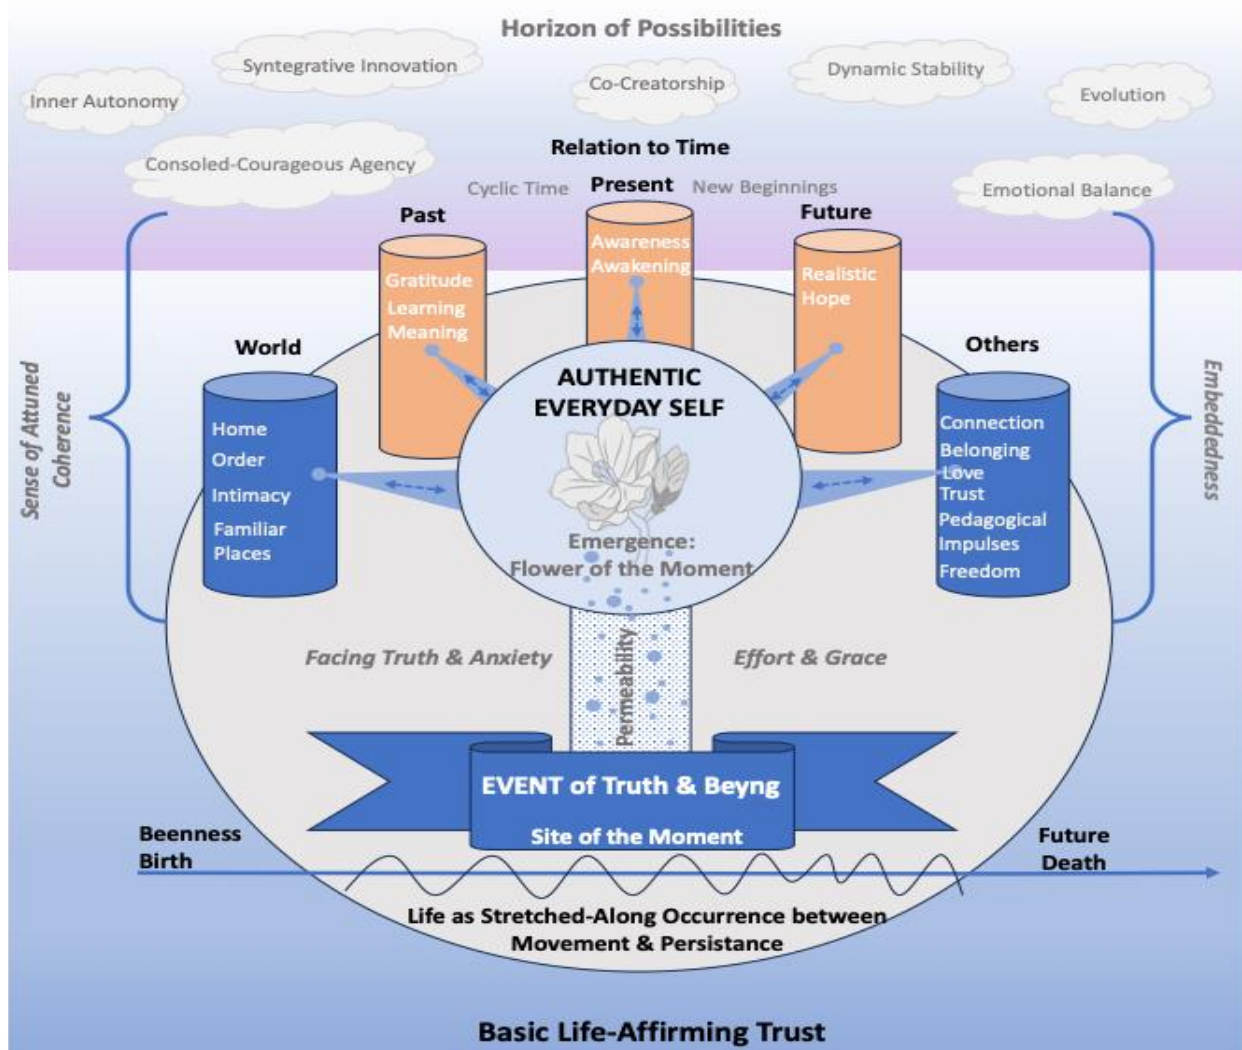 Horizon of Possibilities
Syntegrative Innovation
Dynamic Stability
Co-Creatorship
Inner Autonomy
Evolution
Consoled-Courageous Agency
Emotional Balance
Relation to Time
Cyclic Time
Present
New Beginnings
Past
Future
Awareness
Awakening
Gratitude
Learning
Meaning
Realistic
Hope
World
Others
Home
Order
Intimacy
Familiar
Places
Connection
Belonging
Love
Trust
Pedagogical
Impulses
Freedom
Sense of Attuned
Coherence
Embeddedness
AUTHENTIC
EVERYDAY SELF
Emergence:
Flower of the Moment
Facing Truth & Anxiety
Permeability
Effort & Grace
EVENT of Truth & Beyng
Site of the Moment
Beenness
Birth
Future
Death
Life as Stretched-Along Occurrence between
Movement & Persistance
Basic Life-Affirming Trust